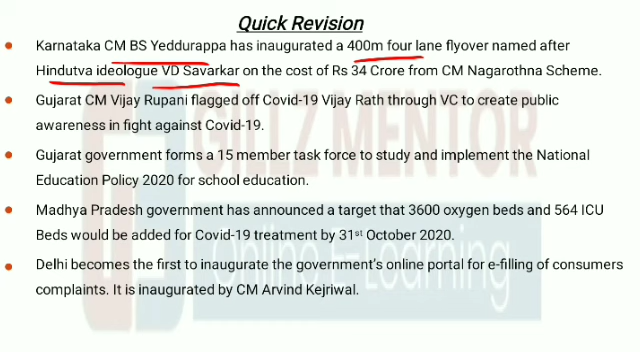 Quick Revision
Karnataka CM BS Yeddurappa has inaugurated a 400m four lane flyover named after
Hindutva ideologue VD Savarkar on the cost of Rs 34 Crore from CM Nagarothna Scheme.
Gujarat CM Vijay Rupani flagged off Covid-19 Vijay Rath through VC to create public
awareness in fight against Covid-19.
Gujarat government forms a 15 member task force to study and implement the National
Education Policy 2020 for school education.
Madhya Pradesh government has announced a target that 3600 oxygen beds and 564 ICU
Beds would be added for Covid-19 treatment by 31st October 2020.
Delhi becomes the first to inaugurate the government's online portal for e-filling of consumers
complaints. It is inaugurated by CM Arvind Kejriwal.
GILLZ MENTOR
Online E-Learning